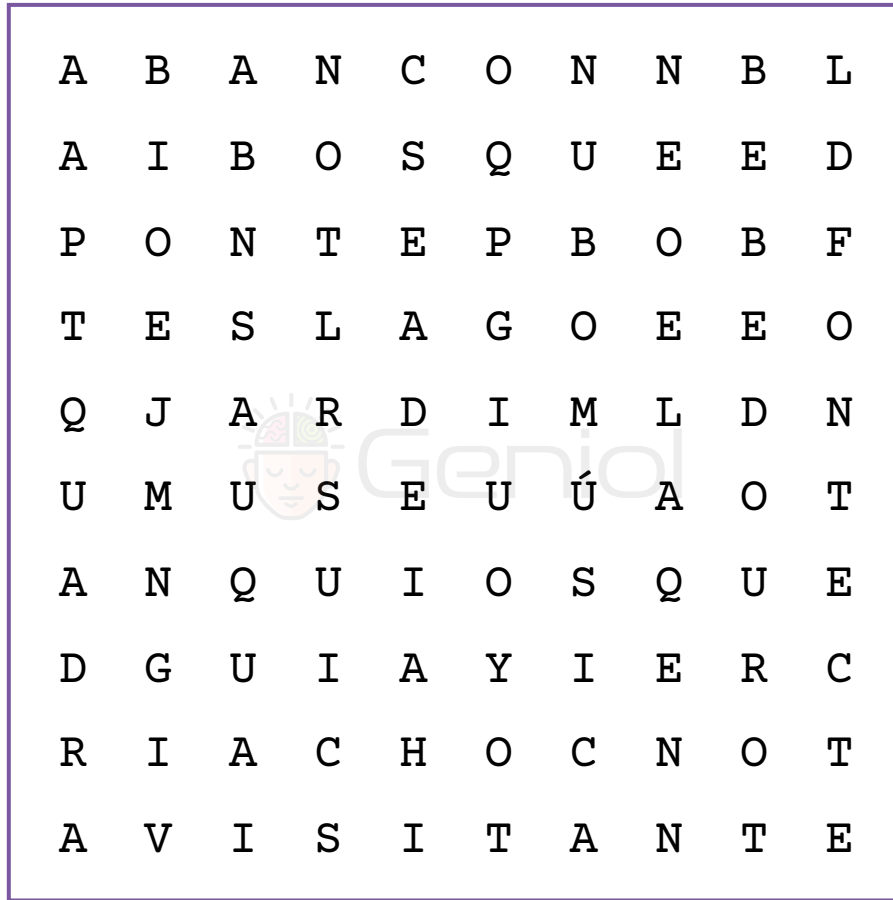 A B A N C O N N B L
A I B O S Q U E E D
P O N T E P B O B F
T E S L A G O E E O
Q J A R D I M L D N
Geniol
U M U S E U Ú A O T
A N Q U I O S Q U E
D G U I A Y I E R C
R I A C H O C N O T
A V I S I T A N T E